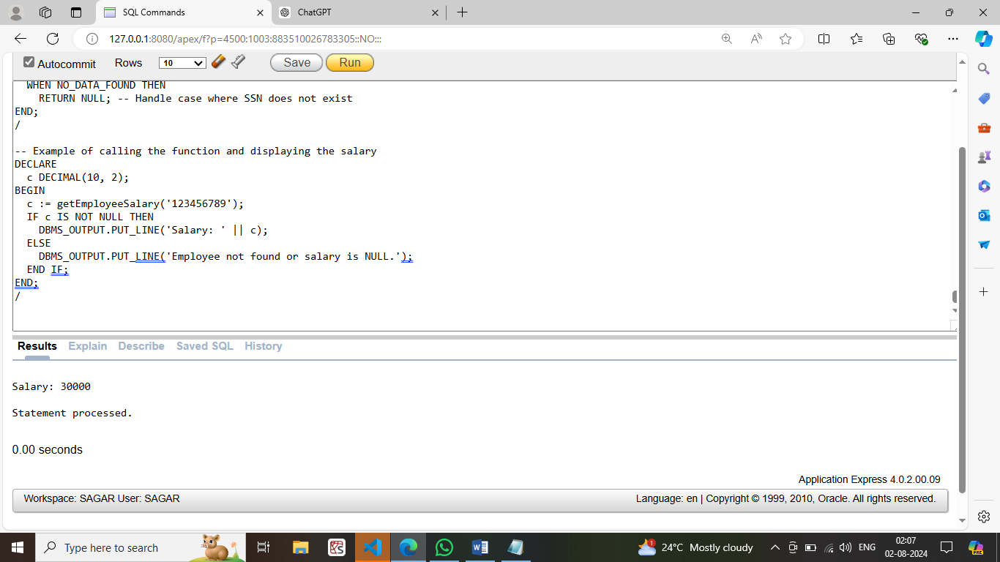 SQL Commands
ChatGPT
127.0.0.1:8080/apex/f?p=4500:1003:883510026783305::NO:::
Autocommit Rows 10 Save Run
WHEN NO_DATA_FOUND THEN
RETURN NULL; -- Handle case where SSN does not exist
END;
/
-- Example of calling the function and displaying the salary
DECLARE
c DECIMAL(10, 2);
BEGIN
c := getEmployeeSalary('123456789');
IF c IS NOT NULL THEN
DBMS_OUTPUT.PUT_LINE('Salary: ' || c);
ELSE
DBMS_OUTPUT.PUT_LINE('Employee not found or salary is NULL.');
END IF;
END;
/
Results Explain Describe Saved SQL History
Salary: 30000
Statement processed.
0.00 seconds
Application Express 4.0.2.00.09
Workspace: SAGAR User: SAGAR
Language: en | Copyright © 1999, 2010, Oracle. All rights reserved.
Type here to search
1
24°C Mostly cloudy
ENG
02:07
02-08-2024
PRE